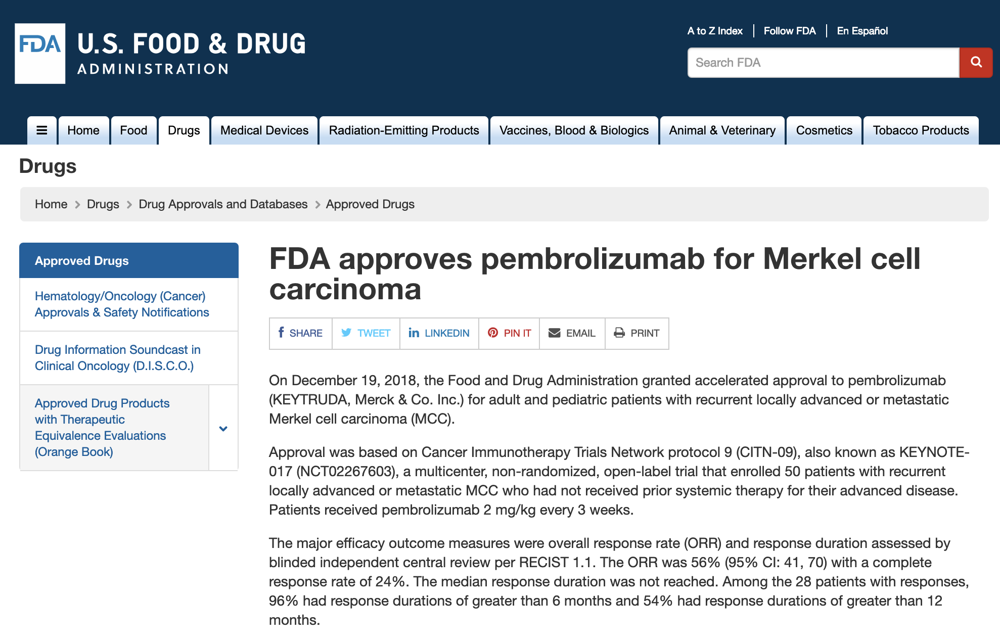 FDA
U.S. FOOD & DRUG
ADMINISTRATION
A to Z Index
Follow FDA
En Español
Search FDA
Home
Food
Drugs
Medical Devices
Radiation-Emitting Products
Vaccines, Blood & Biologics
Animal & Veterinary
Cosmetics
Tobacco Products
Drugs
Home
Drugs
Drug Approvals and Databases
Approved Drugs
Approved Drugs
Hematology/Oncology (Cancer)
Approvals & Safety Notifications
Drug Information Soundcast in
Clinical Oncology (D.I.S.C.O.)
Approved Drug Products
with Therapeutic
Equivalence Evaluations
(Orange Book)
FDA approves pembrolizumab for Merkel cell
carcinoma
SHARE
TWEET
LINKEDIN
PIN IT
EMAIL
PRINT
On December 19, 2018, the Food and Drug Administration granted accelerated approval to pembrolizumab
(KEYTRUDA, Merck & Co. Inc.) for adult and pediatric patients with recurrent locally advanced or metastatic
Merkel cell carcinoma (MCC).
Approval was based on Cancer Immunotherapy Trials Network protocol 9 (CITN-09), also known as KEYNOTE-
017 (NCT02267603), a multicenter, non-randomized, open-label trial that enrolled 50 patients with recurrent
locally advanced or metastatic MCC who had not received prior systemic therapy for their advanced disease.
Patients received pembrolizumab 2 mg/kg every 3 weeks.
The major efficacy outcome measures were overall response rate (ORR) and response duration assessed by
blinded independent central review per RECIST 1.1. The ORR was 56% (95% CI: 41, 70) with a complete
response rate of 24%. The median response duration was not reached. Among the 28 patients with responses,
96% had response durations of greater than 6 months and 54% had response durations of greater than 12
months.